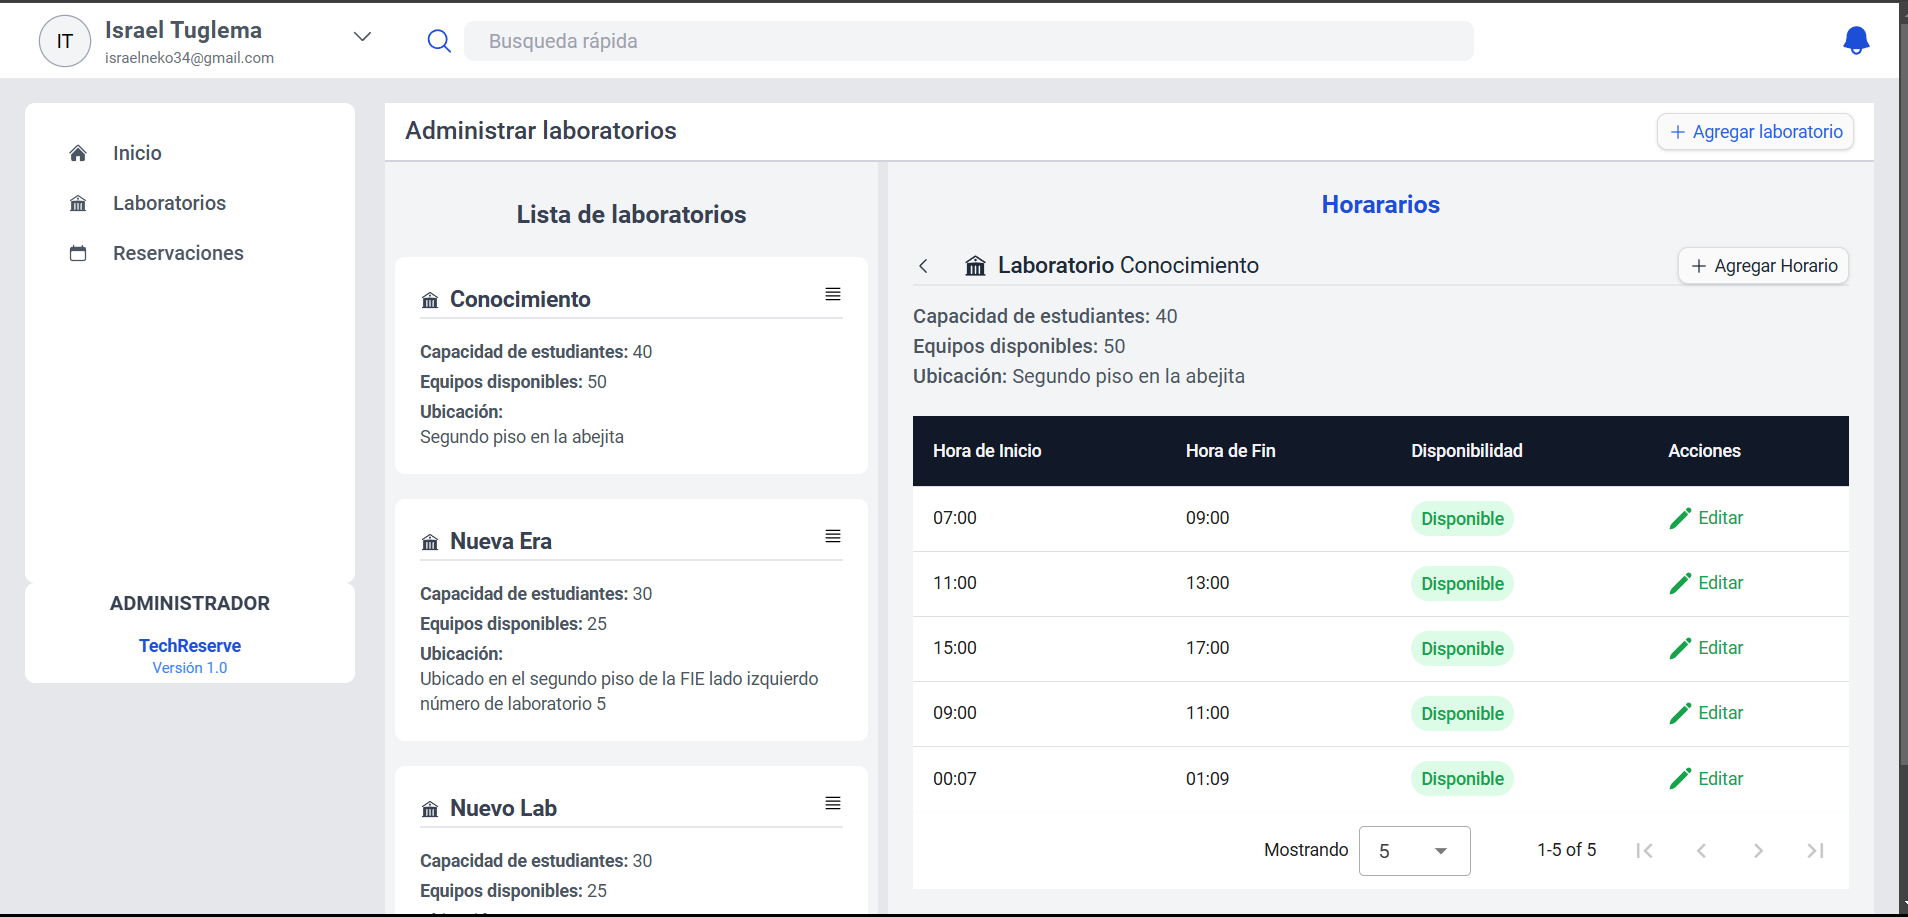 IT
Israel Tuglema
israelneko34@gmail.com
Busqueda rápida
Inicio
Laboratorios
Reservaciones
ADMINISTRADOR
TechReserve
Versión 1.0
Administrar laboratorios
+ Agregar laboratorio
Lista de laboratorios
Conocimiento
Capacidad de estudiantes: 40
Equipos disponibles: 50
Ubicación:
Segundo piso en la abejita
Nueva Era
Capacidad de estudiantes: 30
Equipos disponibles: 25
Ubicación:
Ubicado en el segundo piso de la FIE lado izquierdo
número de laboratorio 5
Nuevo Lab
Capacidad de estudiantes: 30
Equipos disponibles: 25
Horararios
Laboratorio Conocimiento
+ Agregar Horario
Capacidad de estudiantes: 40
Equipos disponibles: 50
Ubicación: Segundo piso en la abejita
Hora de Inicio Hora de Fin Disponibilidad Acciones
07:00 09:00 Disponible Editar
11:00 13:00 Disponible Editar
15:00 17:00 Disponible Editar
09:00 11:00 Disponible Editar
00:07 01:09 Disponible Editar
Mostrando 5 1-5 of 5